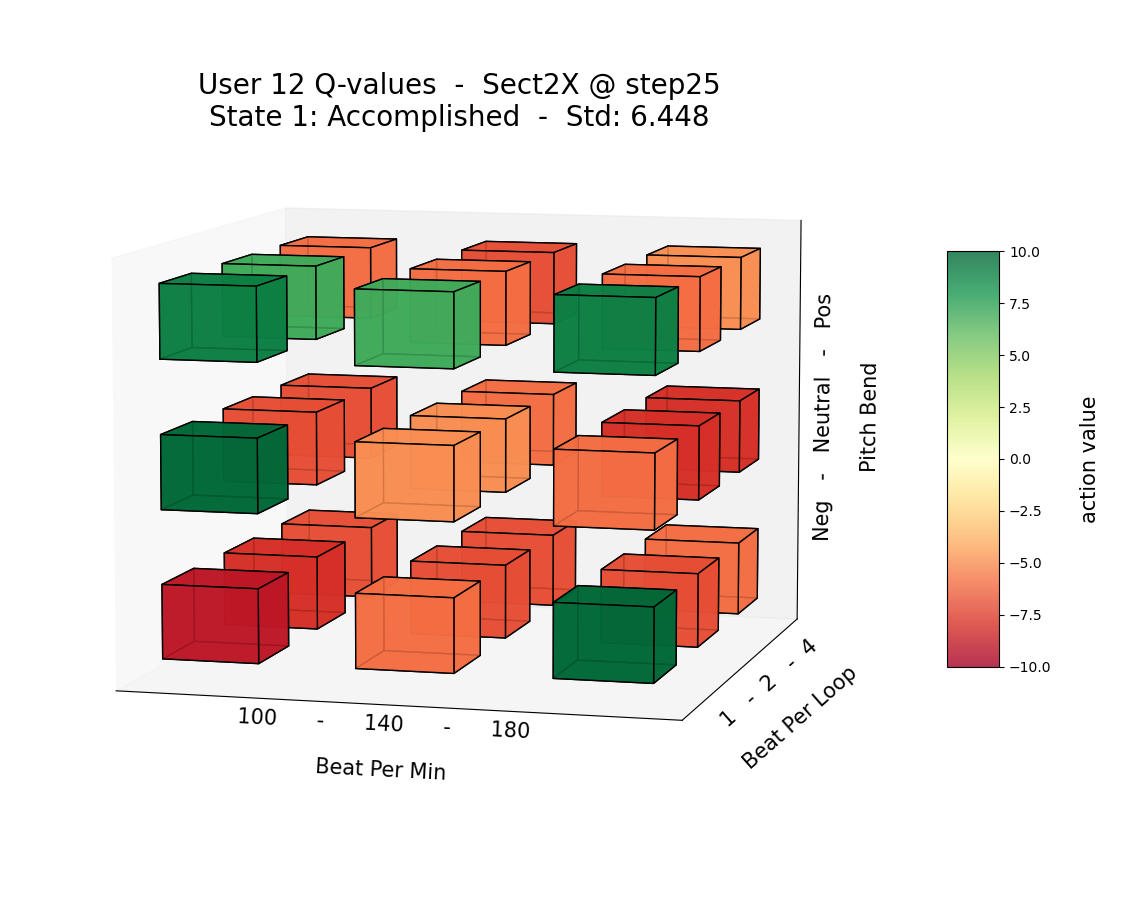 User 12 Q-values  -  Sect2X @ step25
State 1: Accomplished  -  Std: 6.448
Neg   -   Neutral   -   Pos
Pitch Bend
100   -   140   -   180
Beat Per Min
1  -  2  -  4
Beat Per Loop
10.0
7.5
5.0
2.5
0.0
−2.5
−5.0
−7.5
−10.0
action value